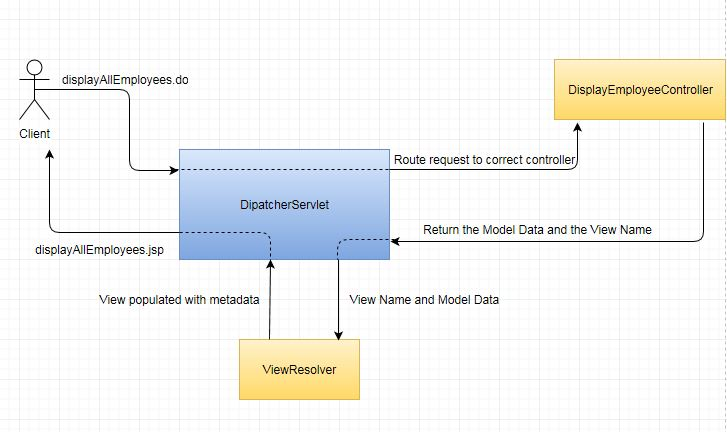 displayAllEmployees.do
DisplayEmployeeController
Client
Route request to correct controller
DipatcherServlet
Return the Model Data and the View Name
displayAllEmployees.jsp
View populated with metadata
View Name and Model Data
ViewResolver